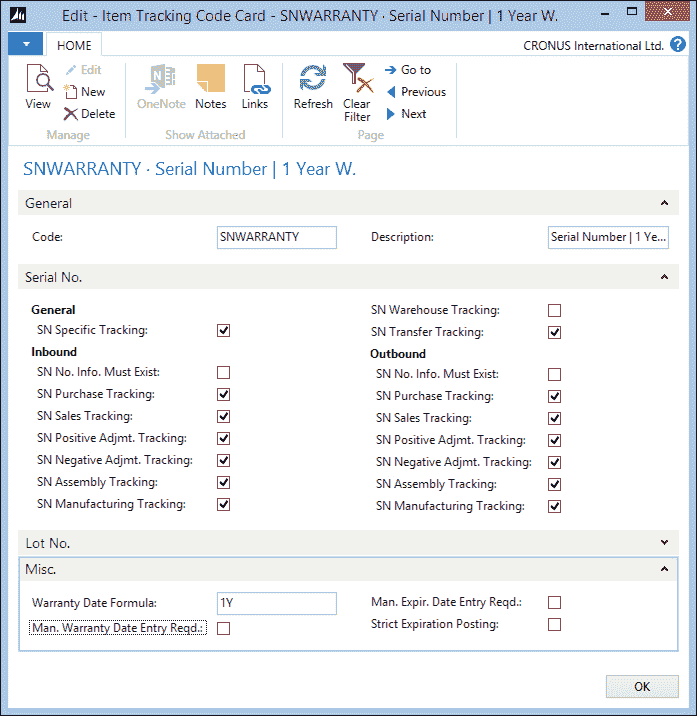 Edit - Item Tracking Code Card - SNWARRANTY · Serial Number | 1 Year W.
HOME
CRONUS International Ltd.
View
Edit
New
Delete
Manage
OneNote
Notes
Links
Show Attached
Refresh
Clear
Filter
Go to
Previous
Next
Page
SNWARRANTY · Serial Number | 1 Year W.
General
Code: SNWARRANTY
Description: Serial Number | 1 Ye...
Serial No.
General
SN Specific Tracking:
Inbound
SN No. Info. Must Exist:
SN Purchase Tracking:
SN Sales Tracking:
SN Positive Adjmt. Tracking:
SN Negative Adjmt. Tracking:
SN Assembly Tracking:
SN Manufacturing Tracking:
SN Warehouse Tracking:
SN Transfer Tracking:
Outbound
SN No. Info. Must Exist:
SN Purchase Tracking:
SN Sales Tracking:
SN Positive Adjmt. Tracking:
SN Negative Adjmt. Tracking:
SN Assembly Tracking:
SN Manufacturing Tracking:
Lot No.
Misc.
Warranty Date Formula: 1Y
Man. Warranty Date Entry Reqd.:
Man. Expir. Date Entry Reqd.:
Strict Expiration Posting:
OK